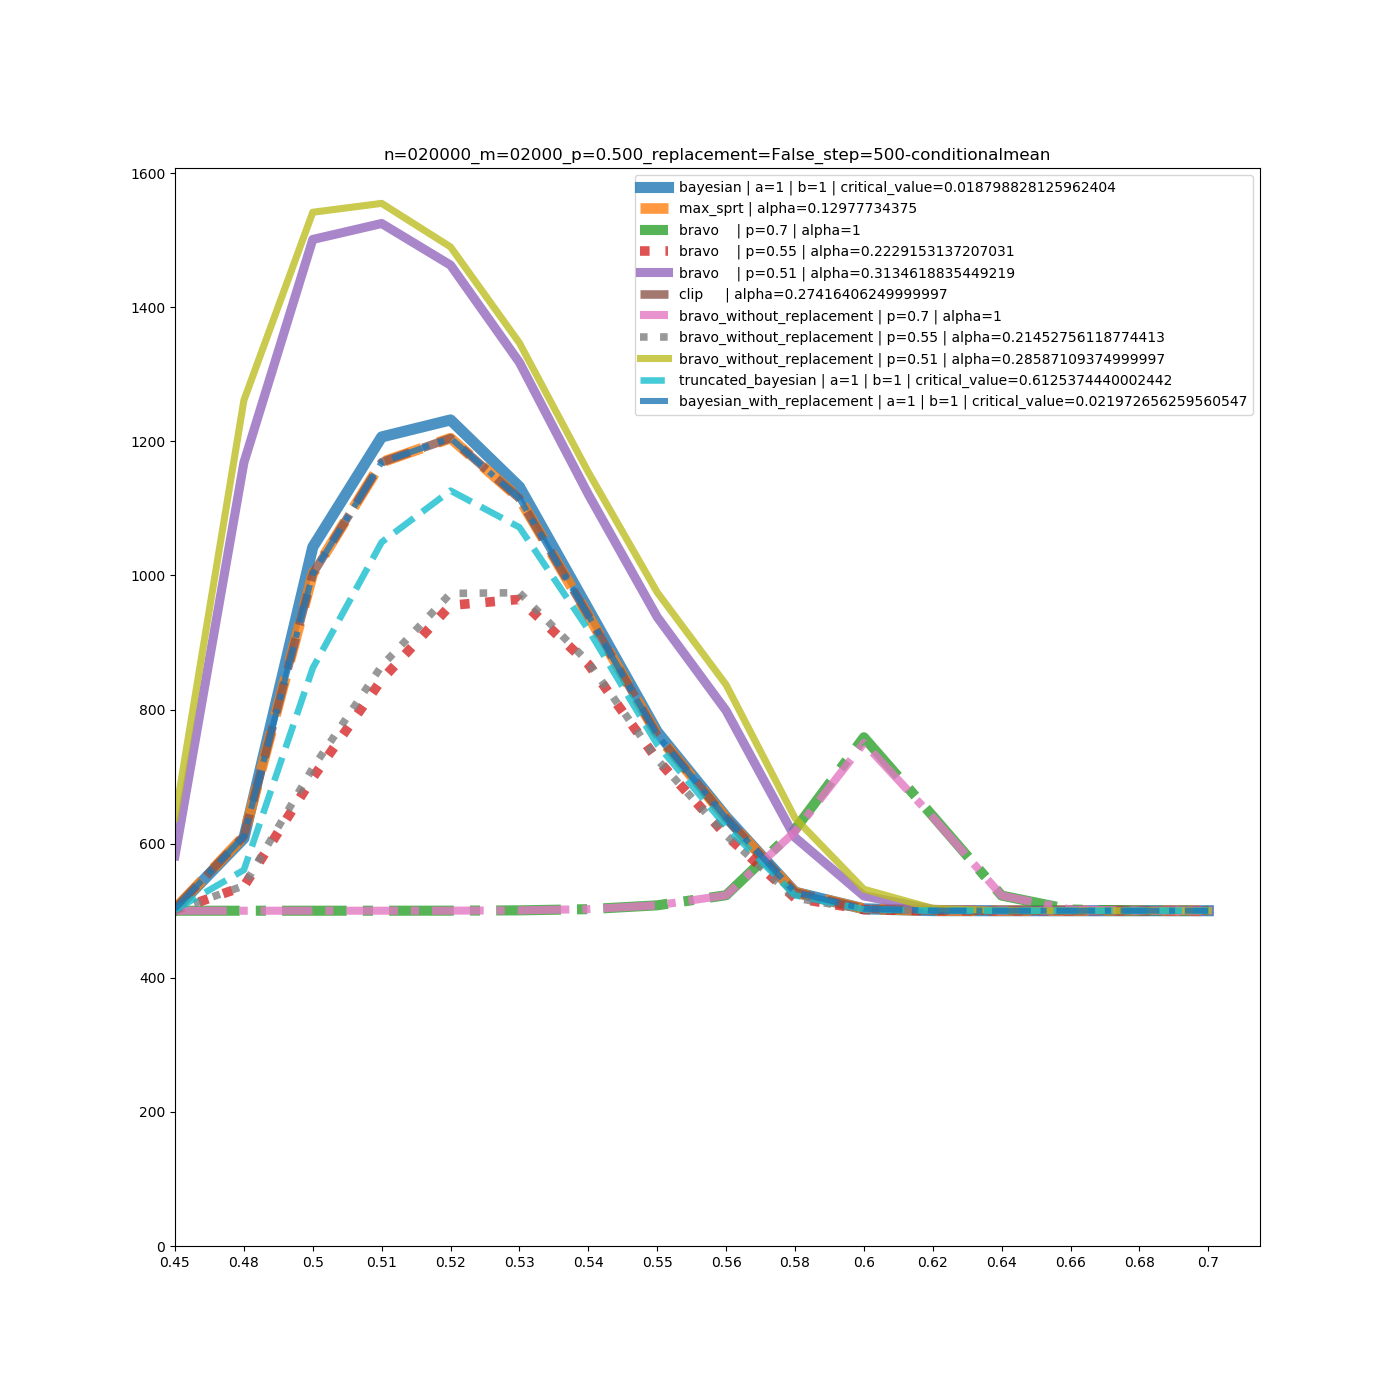 n=020000_m=02000_p=0.500_replacement=False_step=500-conditionalmean
1600
1400
1200
1000
800
600
400
200
0
bayesian | a=1 | b=1 | critical_value=0.018798828125962404
max_sprt | alpha=0.12977734375
bravo    | p=0.7 | alpha=1
bravo    | p=0.55 | alpha=0.2229153137207031
bravo    | p=0.51 | alpha=0.3134618835449219
clip     | alpha=0.27416406249999997
bravo_without_replacement | p=0.7 | alpha=1
bravo_without_replacement | p=0.55 | alpha=0.21452756118774413
bravo_without_replacement | p=0.51 | alpha=0.28587109374999997
truncated_bayesian | a=1 | b=1 | critical_value=0.6125374440002442
bayesian_with_replacement | a=1 | b=1 | critical_value=0.021972656259560547
0.45 0.48 0.5 0.51 0.52 0.53 0.54 0.55 0.56 0.58 0.6 0.62 0.64 0.66 0.68 0.7